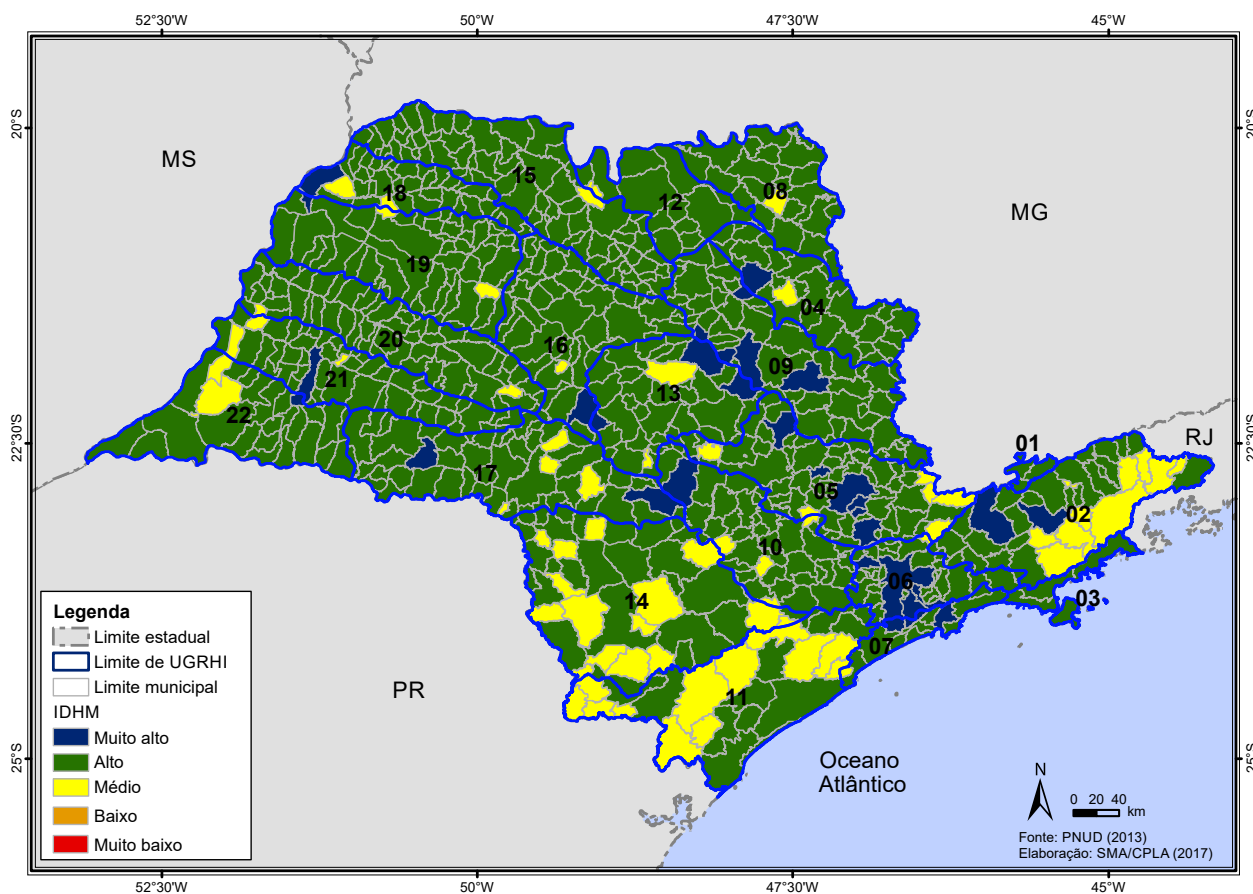 52°30'W 50°W 47°30'W 45°W
20°S 20°S
MS
MG
15
18
08
12
19
04
16
20
09
21
13
22
22°30'S 22°30'S
01
RJ
17
05
02
10
06
03
14
07
11
PR
25°S 25°S
Oceano
Atlântico
Legenda
Limite estadual
Limite de UGRHI
Limite municipal
IDHM
Muito alto
Alto
Médio
Baixo
Muito baixo
N
0 20 40
km
Fonte: PNUD (2013)
Elaboração: SMA/CPLA (2017)
52°30'W 50°W 47°30'W 45°W